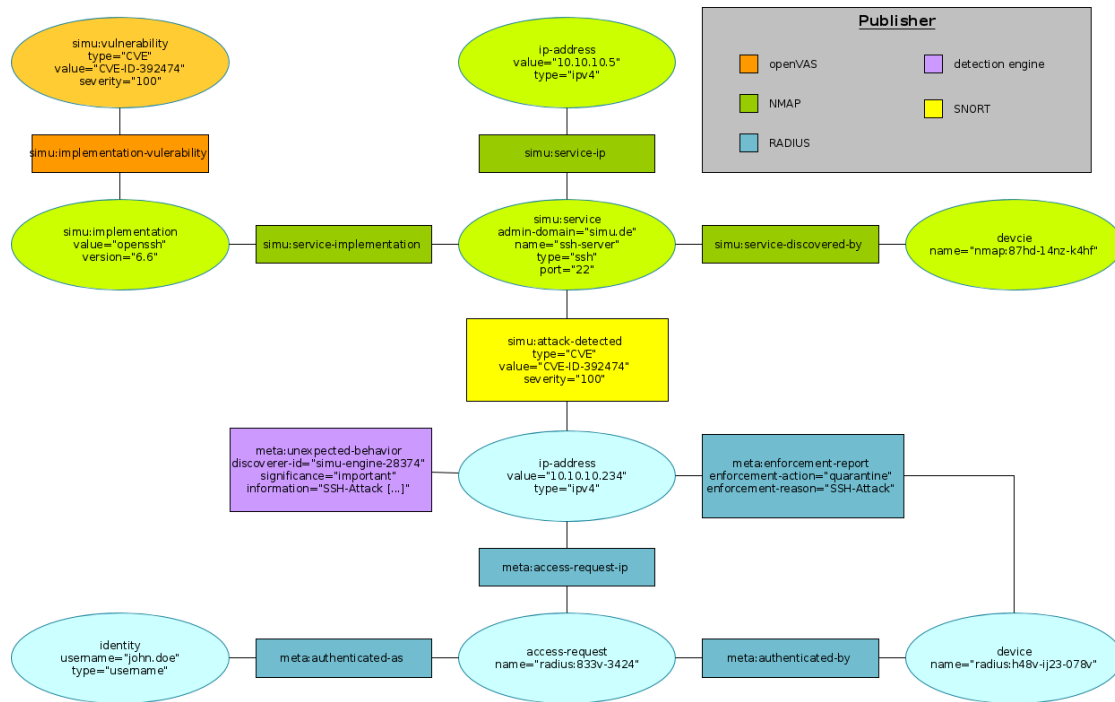 simu:vulnerability
type="CVE"
value="CVE-ID-392474"
severity="100"
ip-address
value="10.10.10.5"
type="ipv4"
Publisher
openVAS
detection engine
NMAP
SNORT
RADIUS
simu:implementation-vulerability
simu:service-ip
simu:implementation
value="openssh"
version="6.6"
simu:service-implementation
simu:service
admin-domain="simu.de"
name="ssh-server"
type="ssh"
port="22"
simu:service-discovered-by
devcie
name="nmap:87hd-14nz-k4hf"
simu:attack-detected
type="CVE"
value="CVE-ID-392474"
severity="100"
meta:unexpected-behavior
discoverer-id="simu-engine-28374"
significance="important"
information="SSH-Attack [...]"
ip-address
value="10.10.10.234"
type="ipv4"
meta:enforcement-report
enforcement-action="quarantine"
enforcement-reason="SSH-Attack"
meta:access-request-ip
identity
username="john.doe"
type="username"
meta:authenticated-as
access-request
name="radius:833v-3424"
meta:authenticated-by
device
name="radius:h48v-ij23-078v"